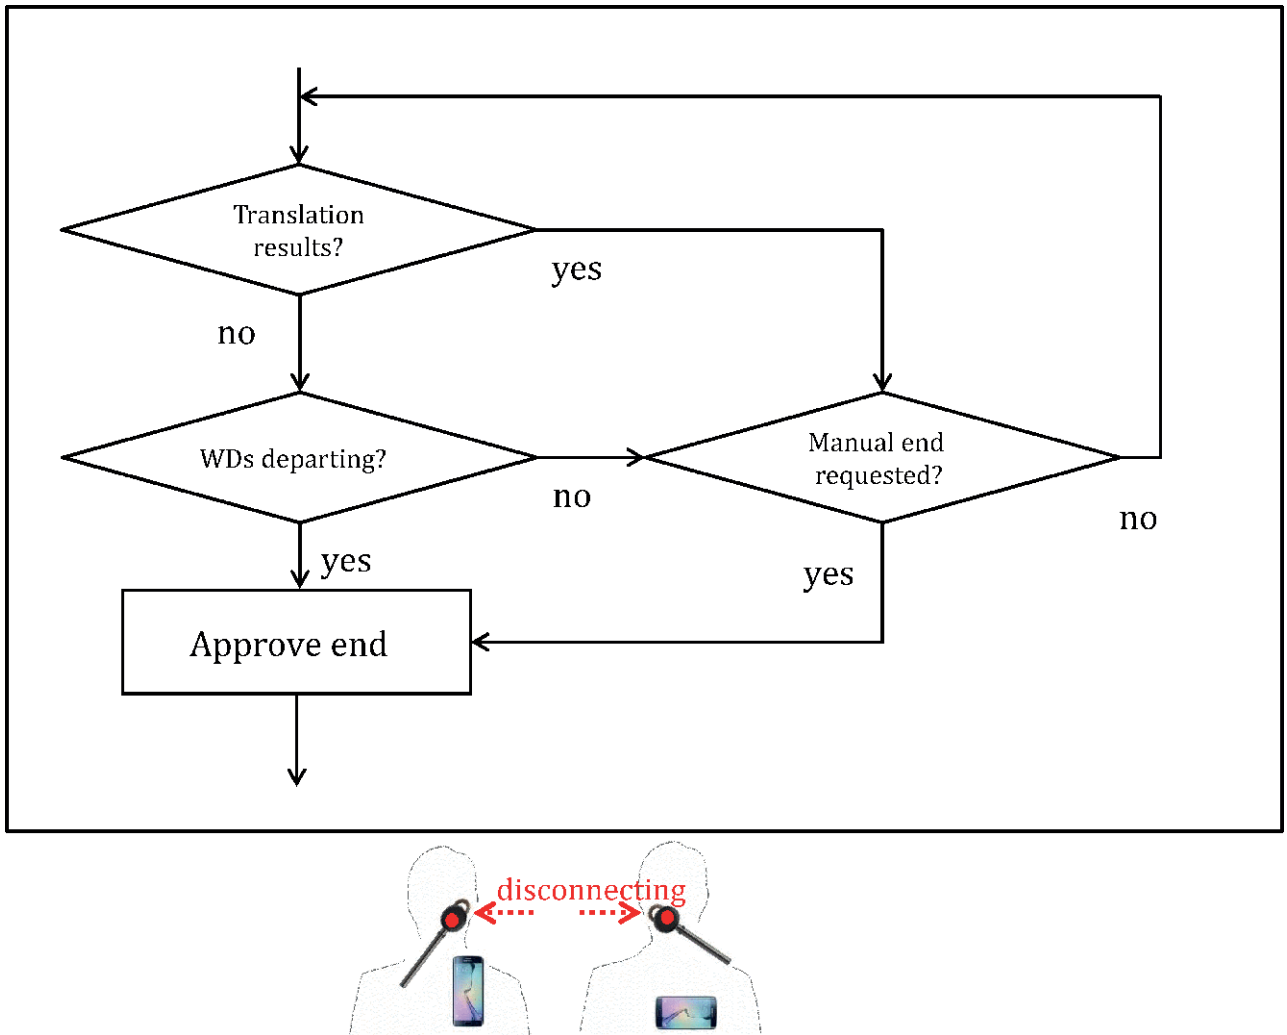 Translation
results?
yes
no
WDs departing?
no
Manual end
requested?
no
yes
yes
Approve end
disconnecting